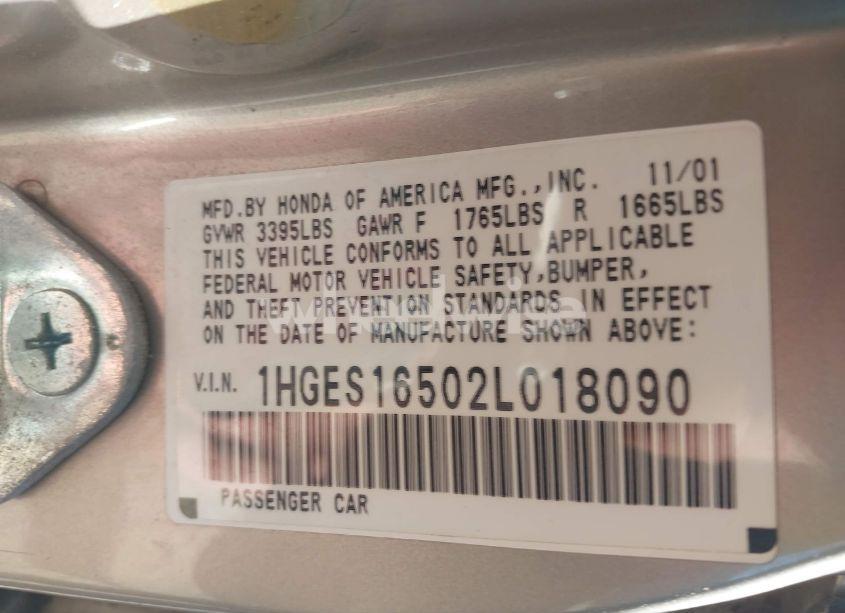 MFD.BY HONDA OF AMERICA MFG.,INC. 11/01
GVWR 3395LBS GAWR F 1765LBS R 1665LBS
THIS VEHICLE CONFORMS TO ALL APPLICABLE
FEDERAL MOTOR VEHICLE SAFETY,BUMPER,
AND THEFT PREVENTION STANDARDS IN EFFECT
ON THE DATE OF MANUFACTURE SHOWN ABOVE:
V.I.N. 1HGES16502L018090
PASSENGER CAR